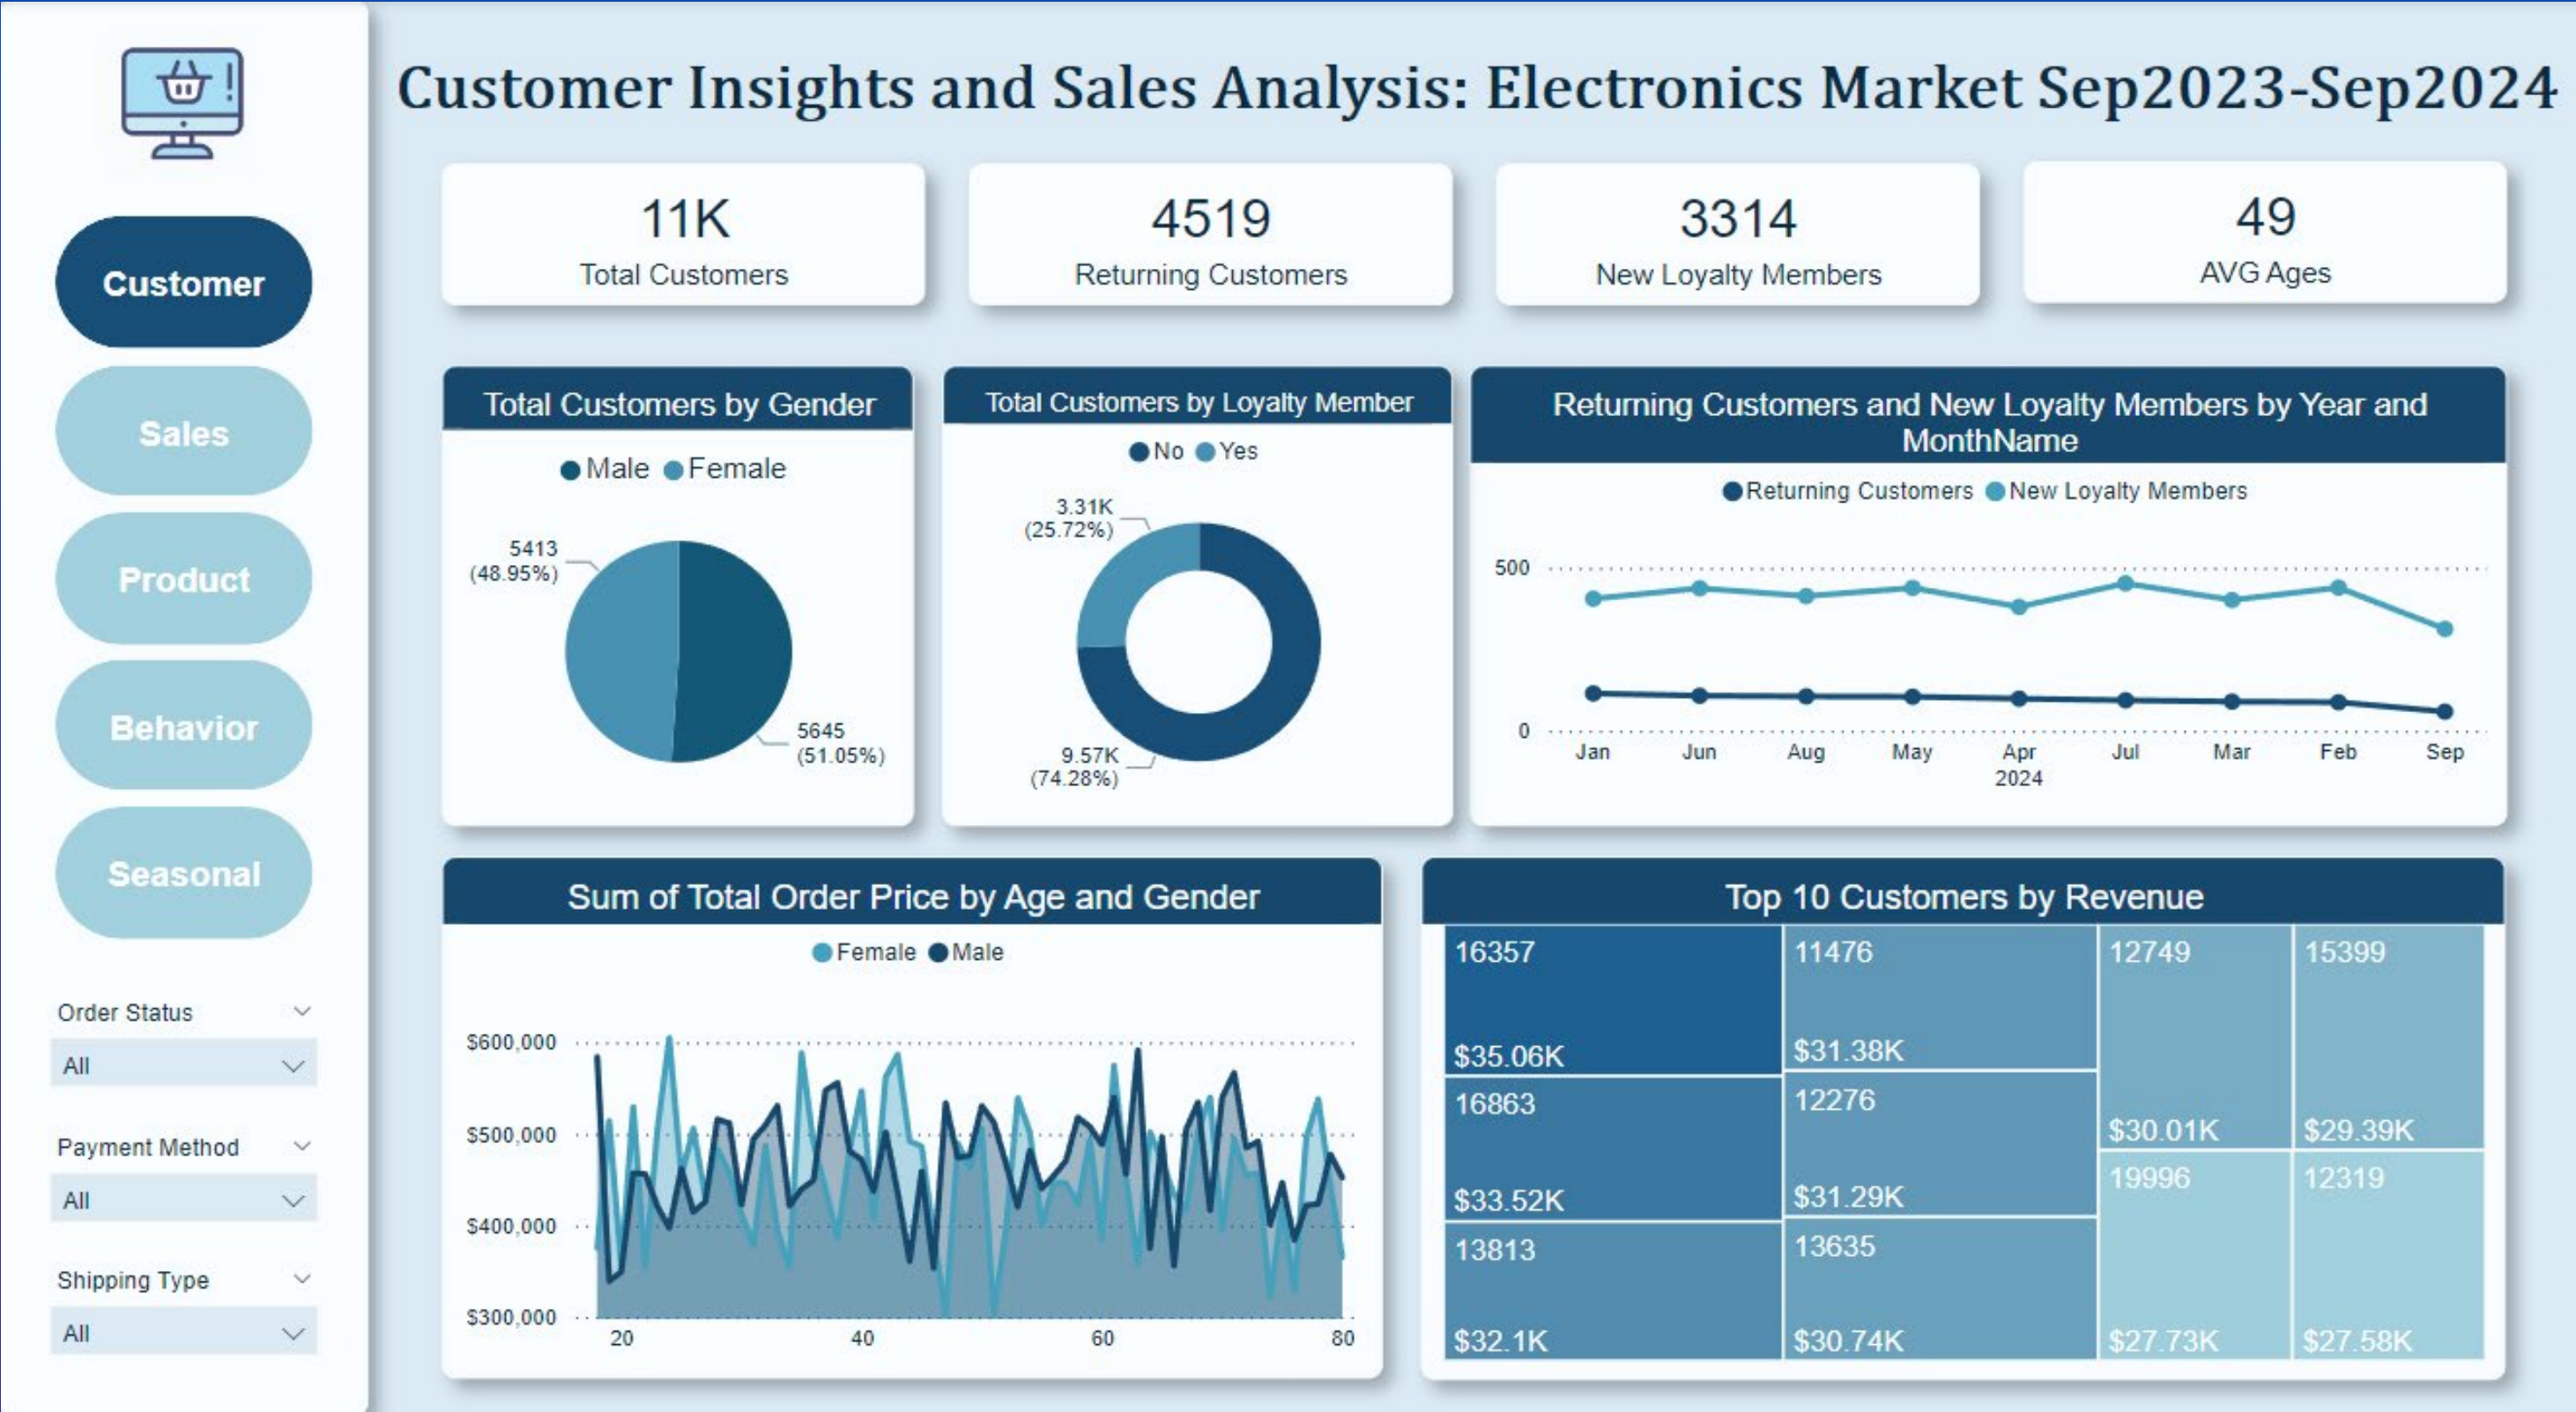 Customer Insights and Sales Analysis: Electronics Market Sep2023-Sep2024
Customer
Sales
Product
Behavior
Seasonal
Order Status
All
Payment Method
All
Shipping Type
All
11K
Total Customers
4519
Returning Customers
3314
New Loyalty Members
49
AVG Ages
Total Customers by Gender
Male Female
5413
(48.95%)
5645
(51.05%)
Total Customers by Loyalty Member
No Yes
3.31K
(25.72%)
9.57K
(74.28%)
Returning Customers and New Loyalty Members by Year and
MonthName
Returning Customers New Loyalty Members
500
0
Jan Jun Aug May Apr Jul Mar Feb Sep
2024
Sum of Total Order Price by Age and Gender
Female Male
$600,000
$500,000
$400,000
$300,000
20 40 60 80
Top 10 Customers by Revenue
16357
$35.06K
16863
$33.52K
13813
$32.1K
11476
$31.38K
12276
$31.29K
13635
$30.74K
12749
$30.01K
15399
$29.39K
19996
$27.73K
12319
$27.58K